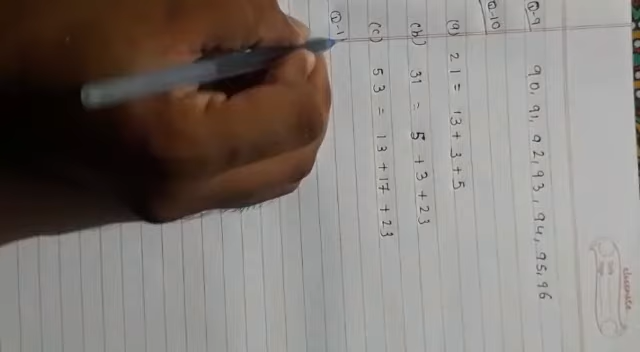 Q-9 90, 91, 92, 93, 94, 95, 96
Q-10
(a) 21 = 13 + 3 + 5
(b) 31 = 5 + 3 + 23
(c) 53 = 13 + 17 + 23
Q-1